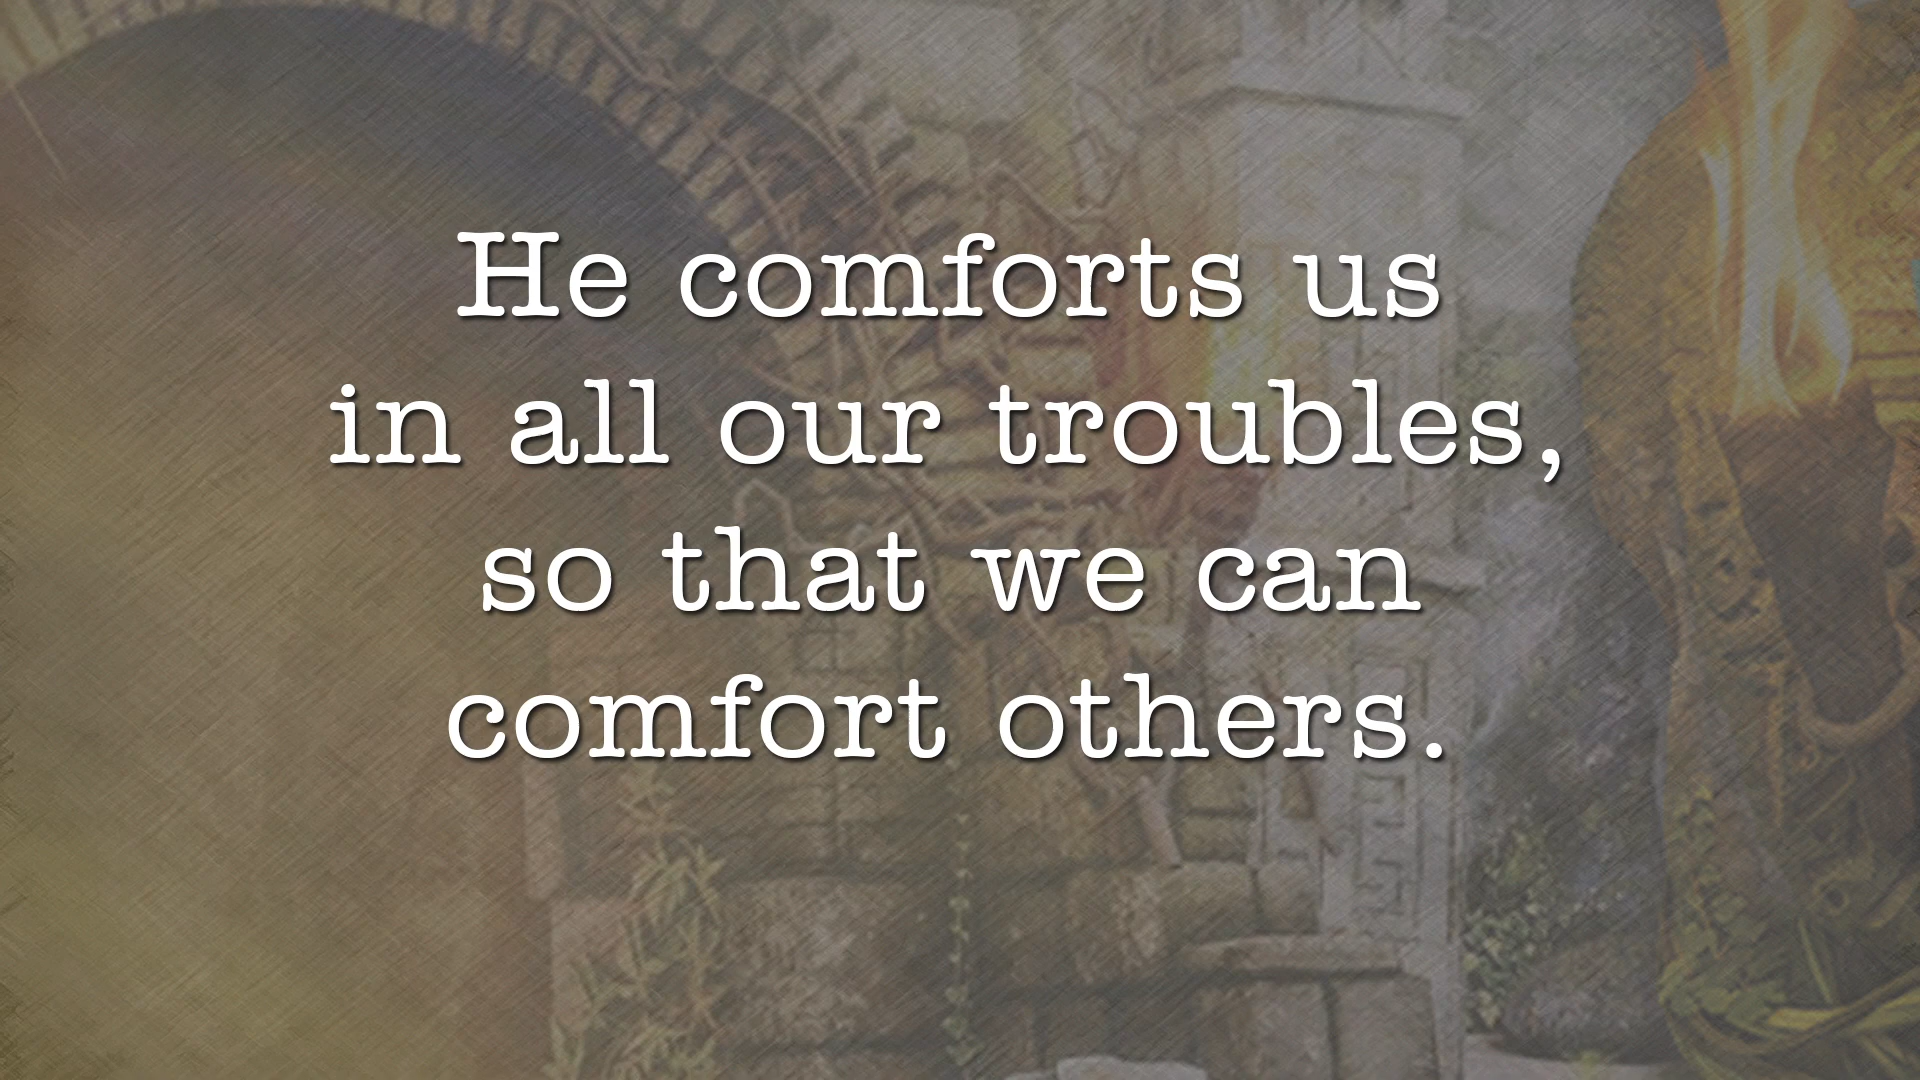 He comforts us
in all our troubles,
so that we can
comfort others.